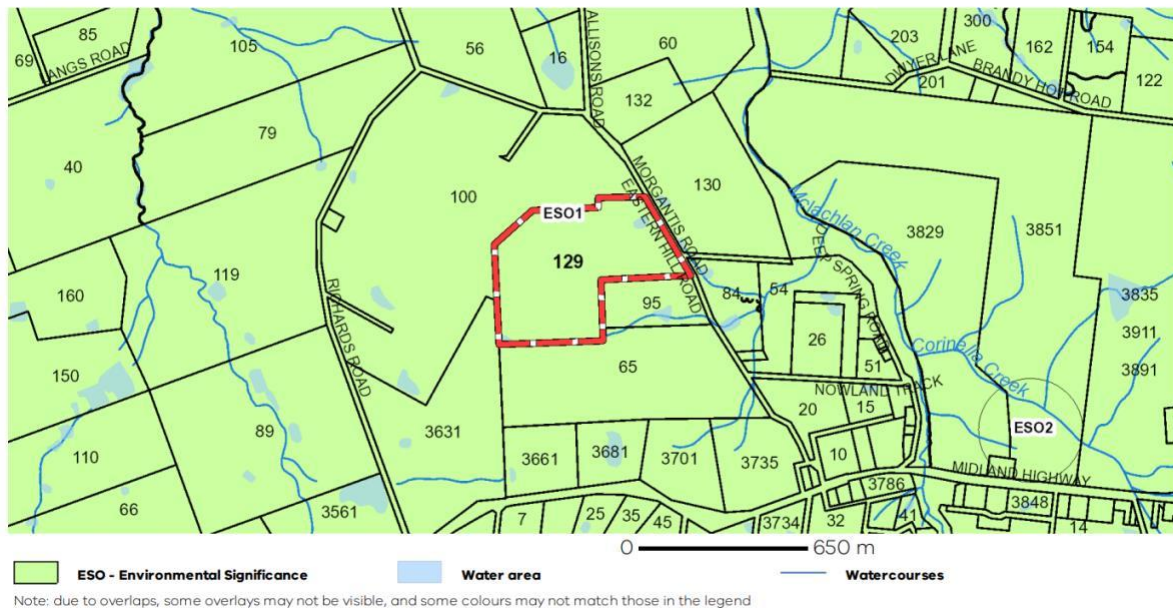 85
69
LANGS ROAD
105
56
16
ALLISONSROAD
60
132
203
DWYER LANE
201
300
162
154
122
BRANDY HOT ROAD
79
40
100
ESO1
MORGANTIS ROAD
EASTERN HILL ROAD
130
Mclachlan Creek
3829
3851
129
119
160
RICHARDS ROAD
95
84
54
DEEP SPRING ROAD
3835
3911
3891
26
51
Corinella Creek
65
NOWLAND TRACK
150
110
66
89
3631
3661
3681
3701
3735
20
15
10
ESO2
MIDLAND HIGHWAY
3561
7
25
35
45
3734
32
3786
41
3848
14
0 650 m
ESO - Environmental Significance
Water area
Watercourses
Note: due to overlaps, some overlays may not be visible, and some colours may not match those in the legend